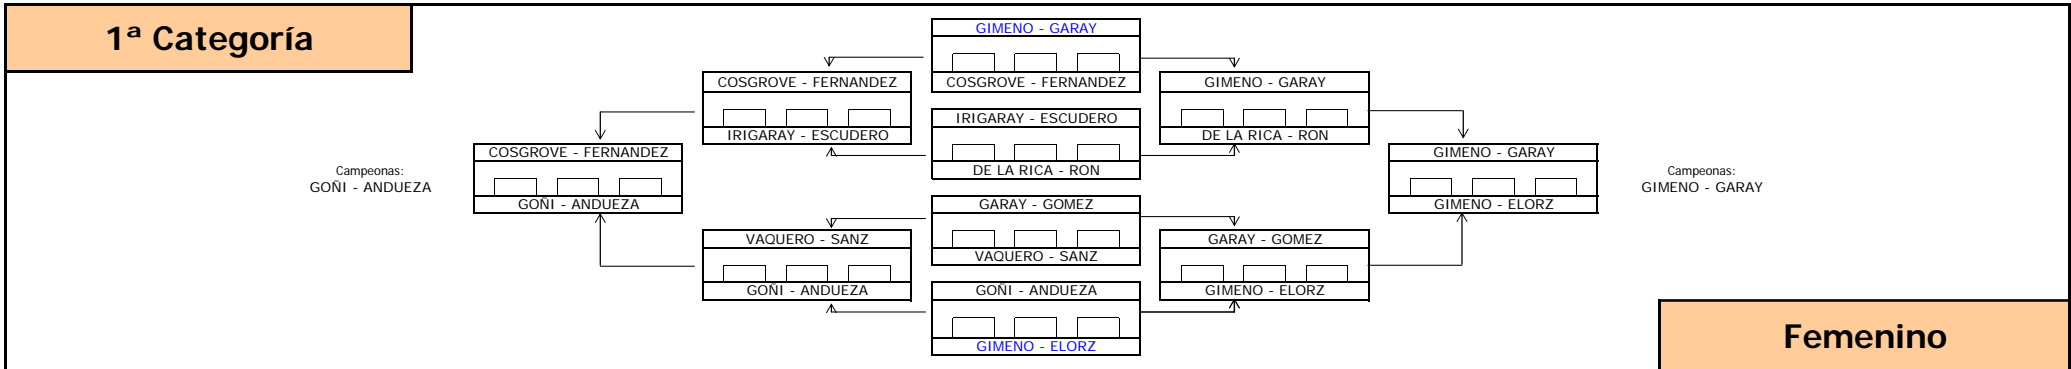 1ª Categoría
GIMENO - GARAY
COSGROVE - FERNANDEZ
COSGROVE - FERNANDEZ
GIMENO - GARAY
IRIGARAY - ESCUDERO
IRIGARAY - ESCUDERO
DE LA RICA - RON
COSGROVE - FERNANDEZ
GIMENO - GARAY
Campeonas:
GOÑI - ANDUEZA
DE LA RICA - RON
Campeonas:
GIMENO - GARAY
GOÑI - ANDUEZA
GARAY - GOMEZ
GIMENO - ELORZ
VAQUERO - SANZ
GARAY - GOMEZ
VAQUERO - SANZ
GOÑI - ANDUEZA
GOÑI - ANDUEZA
GIMENO - ELORZ
GIMENO - ELORZ
Femenino